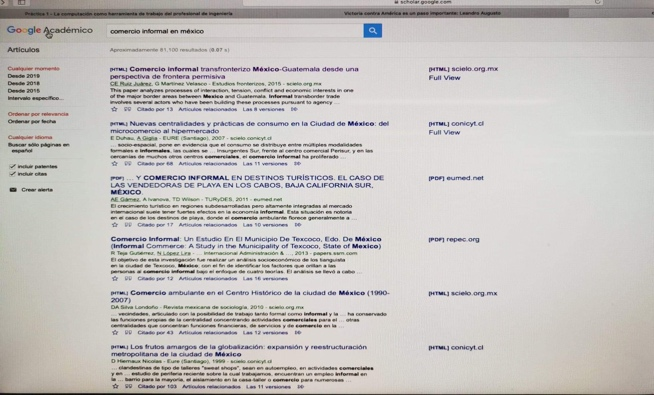 scholar.google.com
Práctica 1 - La computación como herramienta de trabajo del profesional de ingeniería
Victoria contra América es un paso importante: Leandro Augusto
Google Académico
comercio informal en méxico
Artículos
Aproximadamente 81,100 resultados (0.07 s)
Cualquier momento
Desde 2019
Desde 2018
Desde 2015
Intervalo específico...
Ordenar por relevancia
Ordenar por fecha
Cualquier idioma
Buscar sólo páginas en
español
incluir patentes
incluir citas
Crear alerta
[HTML] Comercio informal transfronterizo México-Guatemala desde una
perspectiva de frontera permisiva
CE Ruiz Juárez, G Martínez Velasco - Estudios fronterizos, 2015 - scielo.org.mx
This paper analyzes processes of interaction, tension, conflict and economic interests in one
of the major border areas between Mexico and Guatemala. Informal transborder trade
involves several actors who have been building these processes pursuant to agency ...
Citado por 13 Artículos relacionados Las 8 versiones
[HTML] scielo.org.mx
Full View
[HTML] Nuevas centralidades y prácticas de consumo en la Ciudad de México: del
microcomercio al hipermercado
E Duhau, A Giglia - EURE (Santiago), 2007 - scielo.conicyt.cl
... socio-espacial, pone en evidencia que el consumo se distribuye entre múltiples modalidades
formales e informales, las cuales se ... Insurgentes Sur, frente al centro comercial Perisur, y en las
cercanías de muchos otros centros comerciales, el comercio informal ha proliferado ...
Citado por 68 Artículos relacionados Las 11 versiones
[HTML] conicyt.cl
Full View
[PDF] ... Y COMERCIO INFORMAL EN DESTINOS TURÍSTICOS. EL CASO DE
LAS VENDEDORAS DE PLAYA EN LOS CABOS, BAJA CALIFORNIA SUR,
MÉXICO.
AE Gámez, A Ivanova, TD Wilson - TURyDES, 2011 - eumed.net
El crecimiento turístico en regiones subdesarrolladas pero altamente integradas al mercado
internacional suele tener fuertes efectos en la economía informal. Esta situación es notoria
en el caso de los destinos de playa, donde el comercio ambulante florece generalmente a ...
Citado por 17 Artículos relacionados Las 10 versiones
[PDF] eumed.net
Comercio Informal: Un Estudio En El Municipio De Texcoco, Edo. De México
(Informal Commerce: A Study in the Municipality of Texcoco, State of Mexico)
R Teja Gutiérrez, N López Lira - ... Internacional Administración & ..., 2013 - papers.ssrn.com
El objetivo de esta investigación fue realizar un análisis socioeconómico de los tianguista
en la ciudad de Texcoco, México; con el fin de identificar los factores que orillan a las
personas al comercio informal bajo el enfoque de cuatro teorías. El análisis se llevó a cabo ...
Citado por 12 Artículos relacionados Las 16 versiones
[PDF] repec.org
[HTML] Comercio ambulante en el Centro Histórico de la ciudad de México (1990-
2007)
DA Silva Londoño - Revista mexicana de sociología, 2010 - scielo.org.mx
... vecindades, articulado con la posibilidad de trabajo tanto formal como informal y la ... ha conservado
las funciones propias de la centralidad concentrando actividades comerciales para el ... otras
centralidades que concentran funciones financieras, de servicios y de comercio en la ...
Citado por 43 Artículos relacionados Las 12 versiones
[HTML] scielo.org.mx
[HTML] Los frutos amargos de la globalización: expansión y reestructuración
metropolitana de la ciudad de México
D Hiernaux Nicolas - Eure (Santiago), 1999 - scielo.conicyt.cl
... clandestinas de tipo de talleres "sweat shops", sean en autoempleo, en actividades comerciales
y en ... estudio de periferia reciente sobre la cual trabajamos, encuentran un empleo informal en
la ... barrio para la mayoría, el aislamiento en la casa-taller o comercio para numerosas ...
Citado por 103 Artículos relacionados Las 11 versiones
[HTML] conicyt.cl